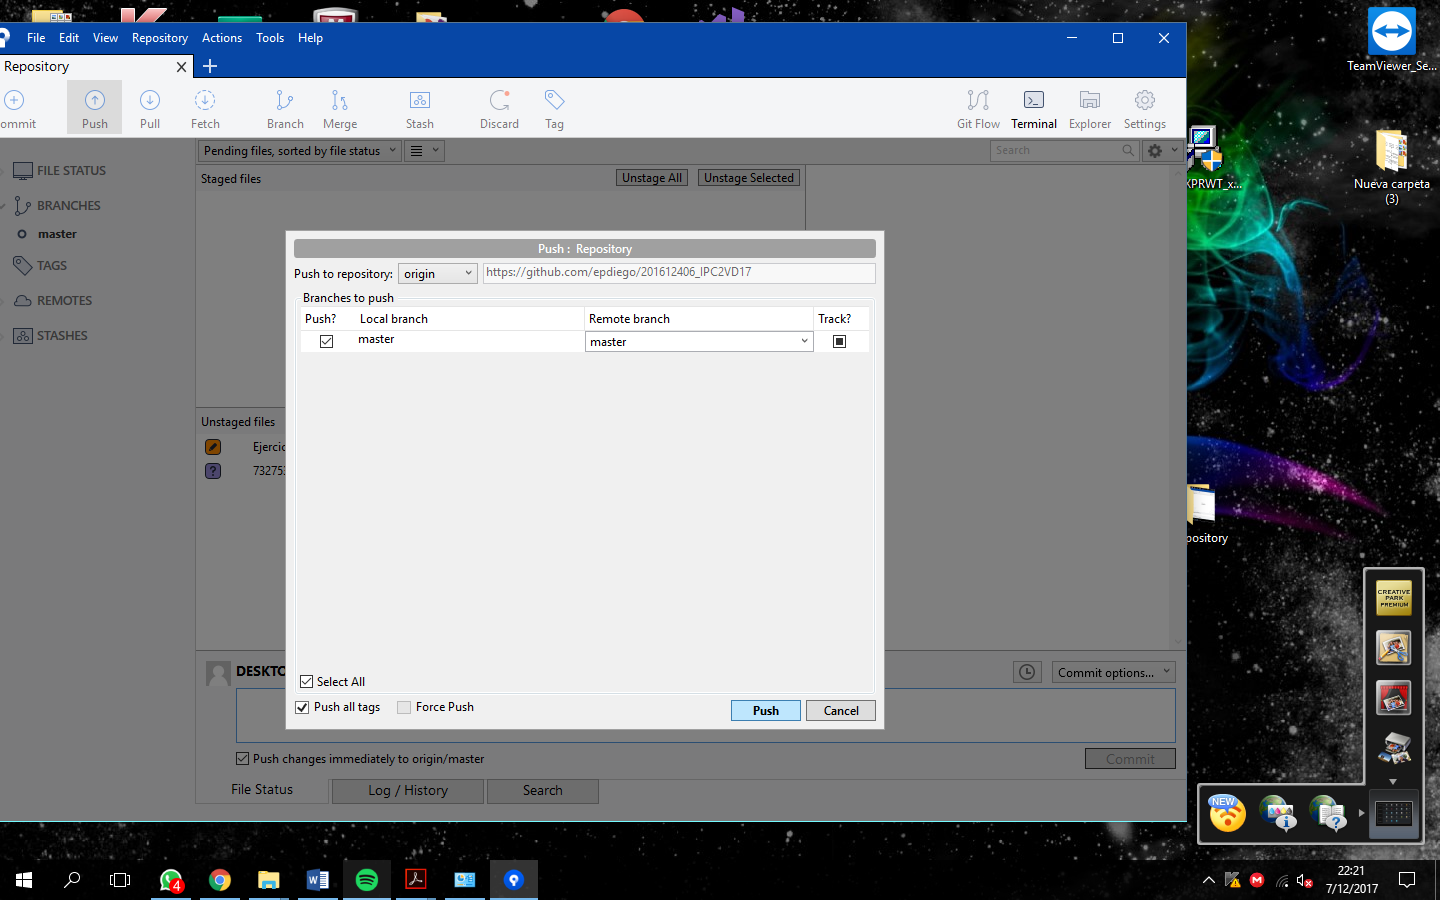 File Edit View Repository Actions Tools Help
Repository
ommit Push Pull Fetch Branch Merge Stash Discard Tag Git Flow Terminal Explorer Settings
Pending files, sorted by file status
Search
FILE STATUS
BRANCHES
master
TAGS
REMOTES
STASHES
Staged files
Unstage All
Unstage Selected
Push : Repository
Push to repository: origin https://github.com/epdiego/201612406_IPC2VD17
Branches to push
Push? Local branch Remote branch Track?
master master
Select All
Push all tags Force Push Push Cancel
Unstaged files
Ejercic
73275
DESKTO
Commit options...
Push changes immediately to origin/master
Commit
File Status Log / History Search
TeamViewer_Se...
XPRWT_x...
Nueva carpeta
(3)
pository
CREATIVE
PARK
PREMIUM
NEW
4
22:21
7/12/2017